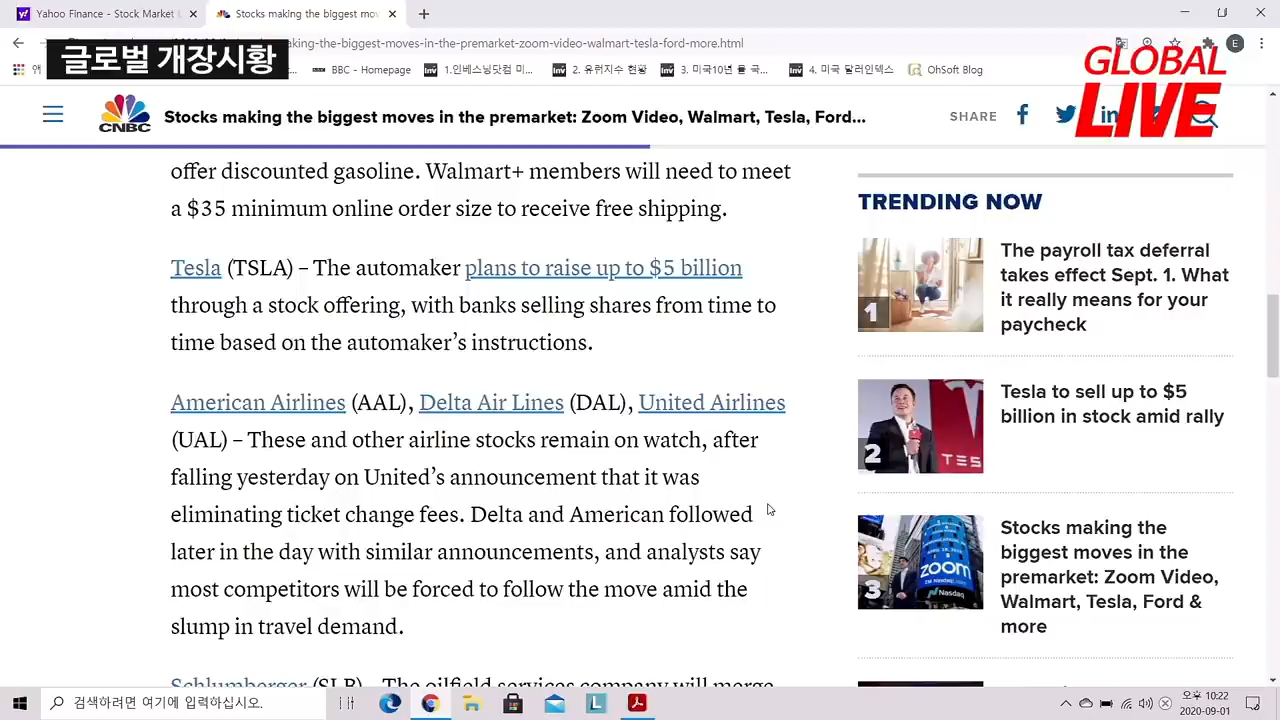 Yahoo Finance - Stock Market
Stocks making the biggest mov
글로벌 개장시황
GLOBAL
LIVE
aking-the-biggest-moves-in-the-premarket-zoom-video-walmart-tesla-ford-more.html
E
BBC - Homepage
1.인베스닝닷컴 미...
2. 유런지수 현황
3. 미국10년 률 국...
4. 미국 달러인덱스
OhSoft Blog
CNBC
Stocks making the biggest moves in the premarket: Zoom Video, Walmart, Tesla, Ford...
SHARE
offer discounted gasoline. Walmart+ members will need to meet
a $35 minimum online order size to receive free shipping.
Tesla (TSLA) – The automaker plans to raise up to $5 billion
through a stock offering, with banks selling shares from time to
time based on the automaker's instructions.
American Airlines (AAL), Delta Air Lines (DAL), United Airlines
(UAL) – These and other airline stocks remain on watch, after
falling yesterday on United's announcement that it was
eliminating ticket change fees. Delta and American followed
later in the day with similar announcements, and analysts say
most competitors will be forced to follow the move amid the
slump in travel demand.
Schlumberger (SLB) – The oilfield services company will merge
TRENDING NOW
1
The payroll tax deferral
takes effect Sept. 1. What
it really means for your
paycheck
2
TES
Tesla to sell up to $5
billion in stock amid rally
3
zoom
Nasdaq
Stocks making the
biggest moves in the
premarket: Zoom Video,
Walmart, Tesla, Ford &
more
검색하려면 여기에 입력하십시오.
오후 10:22
2020-09-01